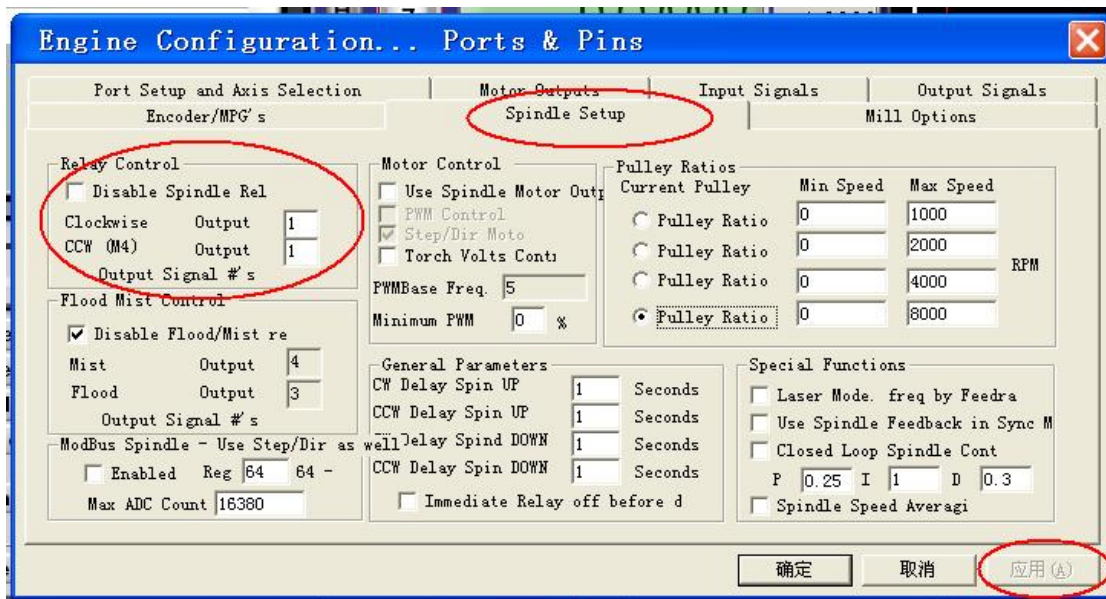 Engine Configuration... Ports & Pins
Port Setup and Axis Selection
Motor Outputs
Input Signals
Output Signals
Encoder/MPG's
Spindle Setup
Mill Options
Relay Control
Disable Spindle Rel
Clockwise Output 1
CCW (M4) Output 1
Output Signal #'s
Flood Mist Control
Disable Flood/Mist re
Mist Output 4
Flood Output 3
Output Signal #'s
ModBus Spindle - Use Step/Dir as well
Enabled Reg 64 64 -
Max ADC Count 16380
Motor Control
Use Spindle Motor Outp
PWM Control
Step/Dir Moto
Torch Volts Cont
PWMBase Freq. 5
Minimum PWM 0 %
General Parameters
CW Delay Spin UP 1 Seconds
CCW Delay Spin UP 1 Seconds
Delay Spind DOWN 1 Seconds
CCW Delay Spin DOWN 1 Seconds
Immediate Relay off before d
Pulley Ratios
Current Pulley Min Speed Max Speed
Pulley Ratio 0 1000
Pulley Ratio 0 2000
Pulley Ratio 0 4000
Pulley Ratio 0 8000
RPM
Special Functions
Laser Mode. freq by Feedra
Use Spindle Feedback in Sync M
Closed Loop Spindle Cont
P 0.25 I 1 D 0.3
Spindle Speed Averagi
确定
取消
应用(A)